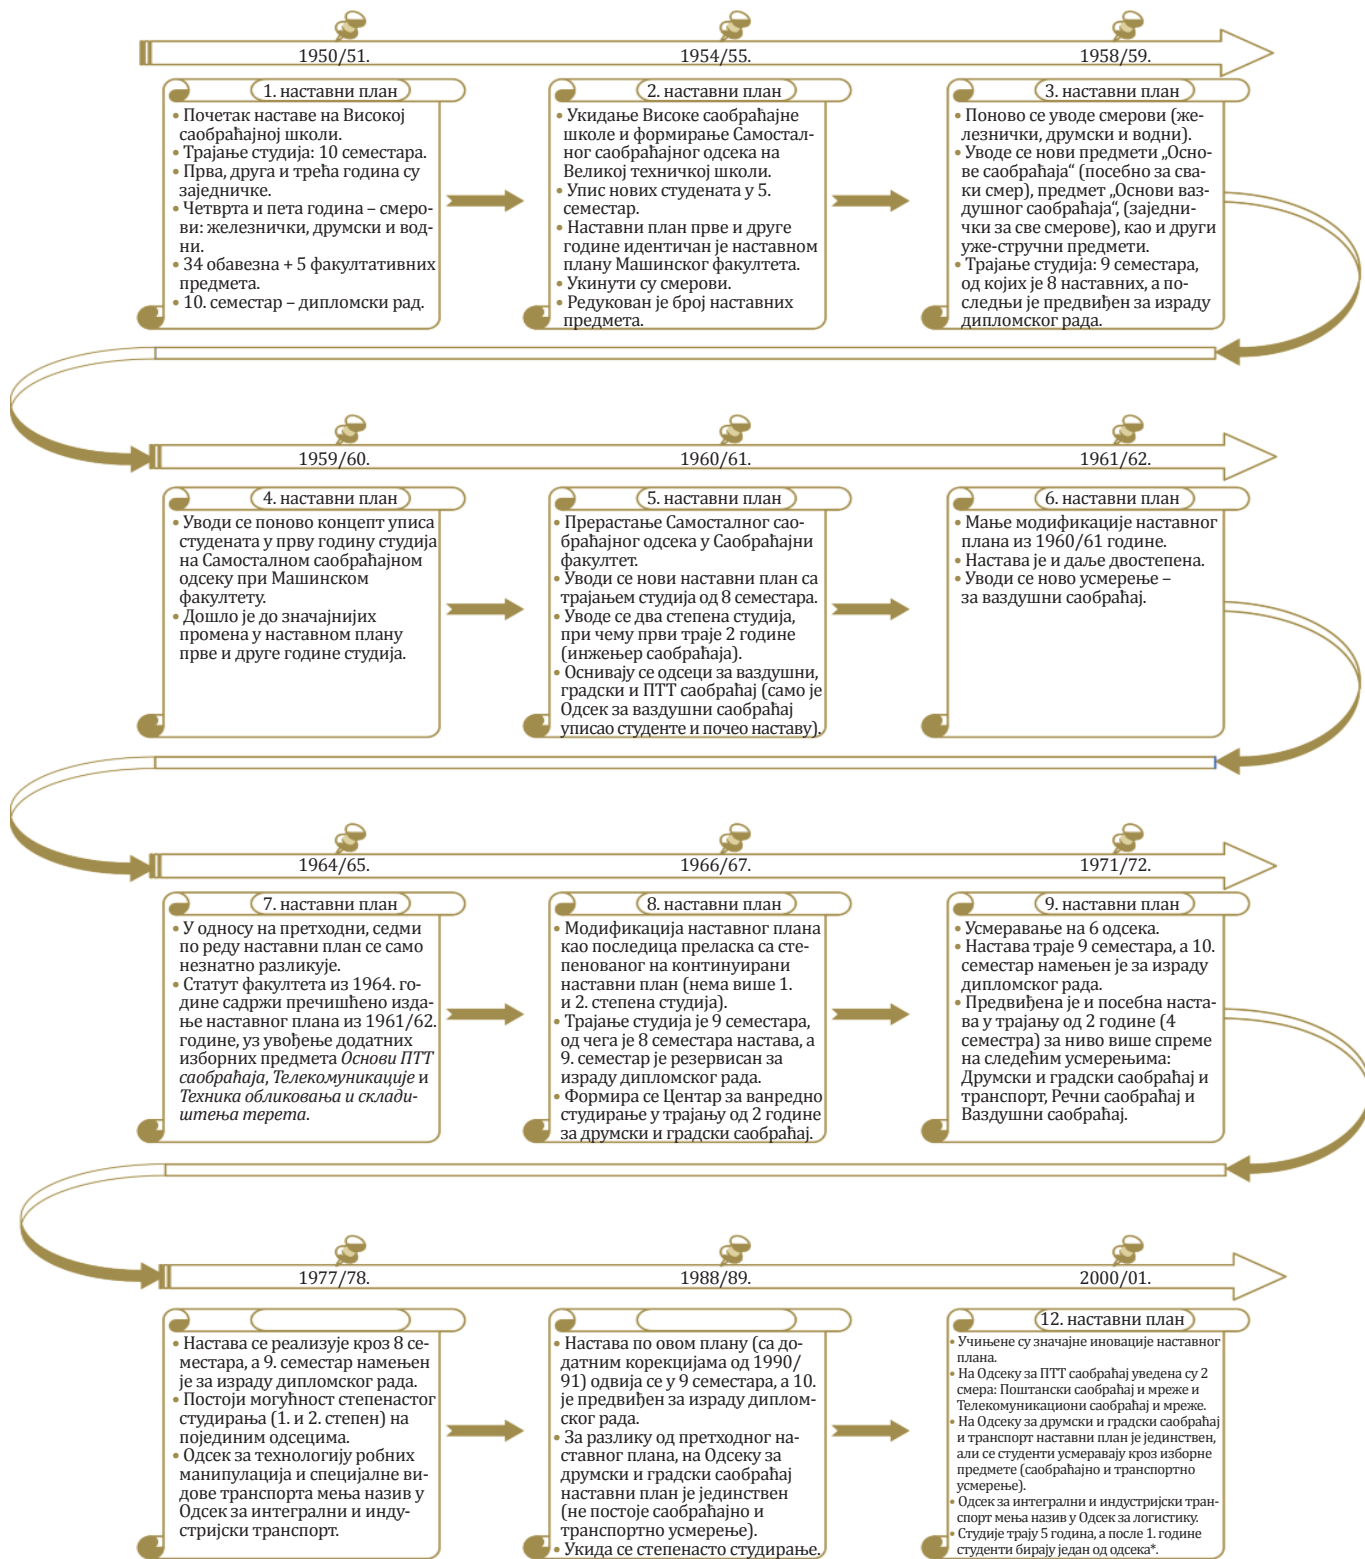 1950/51.
1954/55.
1958/59.
1. наставни план
• Почетак наставе на Високој
саобраћајној школи.
• Трајање студија: 10 семестара.
• Прва, друга и трећа година су
заједничке.
• Четврта и пета година – смеро-
ви: железнички, друмски и вод-
ни.
• 34 обавезна + 5 факултативних
предмета.
• 10. семестар – дипломски рад.
2. наставни план
• Укидање Високе саобраћајне
школе и формирање Самостал-
ног саобраћајног одсека на
Великој техничкој школи.
• Упис нових студената у 5.
семестар.
• Наставни план прве и друге
године идентичан је наставном
плану Машинског факултета.
• Укинути су смерови.
• Редукован је број наставних
предмета.
3. наставни план
• Поново се уводе смерови (же-
лезнички, друмски и водни).
• Уводе се нови предмети „Осно-
ве саобраћаја“ (посебно за сва-
ки смер), предмет „Основи ваз-
душног саобраћаја“, (заједни-
чки за све смерове), као и други
уже-стручни предмети.
• Трајање студија: 9 семестара,
од којих је 8 наставних, а по-
следњи је предвиђен за израду
дипломског рада.
1959/60.
1960/61.
1961/62.
4. наставни план
• Уводи се поново концепт уписа
студената у прву годину студија
на Самосталном саобраћајном
одсеку при Машинском
факултету.
• Дошло је до значајнијих
промена у наставном плану
прве и друге године студија.
5. наставни план
• Прерастање Самосталног сао-
браћајног одсека у Саобраћајни
факултет.
• Уводи се нови наставни план са
трајањем студија од 8 семестара.
• Уводе се два степена студија,
при чему први траје 2 године
(инжењер саобраћаја).
• Оснивају се одсеци за ваздушни,
градски и ПТТ саобраћај (само је
Одсек за ваздушни саобраћај
уписао студенте и почео наставу).
6. наставни план
• Мање модификације наставног
плана из 1960/61 године.
• Настава је и даље двостепена.
• Уводи се ново усмерење –
за ваздушни саобраћај.
1964/65.
1966/67.
1971/72.
7. наставни план
• У односу на претходни, седми
по реду наставни план се само
незнатно разликује.
• Статут факултета из 1964. го-
дине садржи пречишћено изда-
ње наставног плана из 1961/62.
године, уз увођење додатних
изборних предмета Основи ПТТ
саобраћаја, Телекомуникације и
Техника обликовања и склади-
штења терета.
8. наставни план
• Модификација наставног плана
као последица преласка са сте-
пенованог на континуирани
наставни план (нема више 1.
и 2. степена студија).
• Трајање студија је 9 семестара,
од чега је 8 семестара настава, а
9. семестар је резервисан за
израду дипломског рада.
• Формира се Центар за ванредно
студирање у трајању од 2 године
за друмски и градски саобраћај.
9. наставни план
• Усмеравање на 6 одсека.
• Настава траје 9 семестара, а 10.
семестар намењен је за израду
дипломског рада.
• Предвиђена је и посебна наста-
ва у трајању од 2 године (4
семестра) за ниво више спреме
на следећим усмерењима:
Друмски и градски саобраћај и
транспорт, Речни саобраћај и
Ваздушни саобраћај.
1977/78.
1988/89.
2000/01.
• Настава се реализује кроз 8 се-
местара, а 9. семестар намењен
је за израду дипломског рада.
• Постоји могућност степенастог
студирања (1. и 2. степен) на
појединим одсецима.
• Одсек за технологију робних
манипулација и специјалне ви-
дове транспорта мења назив у
Одсек за интегрални и инду-
стријски транспорт.
• Настава по овом плану (са до-
датним корекцијама од 1990/
91) одвија се у 9 семестара, а 10.
је предвиђен за израду диплом-
ског рада.
• За разлику од претходног на-
ставног плана, на Одсеку за
друмски и градски саобраћај
наставни план је јединствен
(не постоје саобраћајно и
транспортно усмерење).
• Укида се степенасто студирање.
12. наставни план
• Учињене су значајне иновације наставног
плана.
• На Одсеку за ПТТ саобраћај уведена су 2
смера: Поштански саобраћај и мреже и
Телекомуникациони саобраћај и мреже.
• На Одсеку за друмски и градски саобраћај
и транспорт наставни план је јединствен,
али се студенти усмеравају кроз изборне
предмете (саобраћајно и транспортно
усмерење).
• Одсек за интегрални и индустријски тран-
спорт мења назив у Одсек за логистику.
• Студије трају 5 година, а после 1. године
студенти бирају један од одсека*.